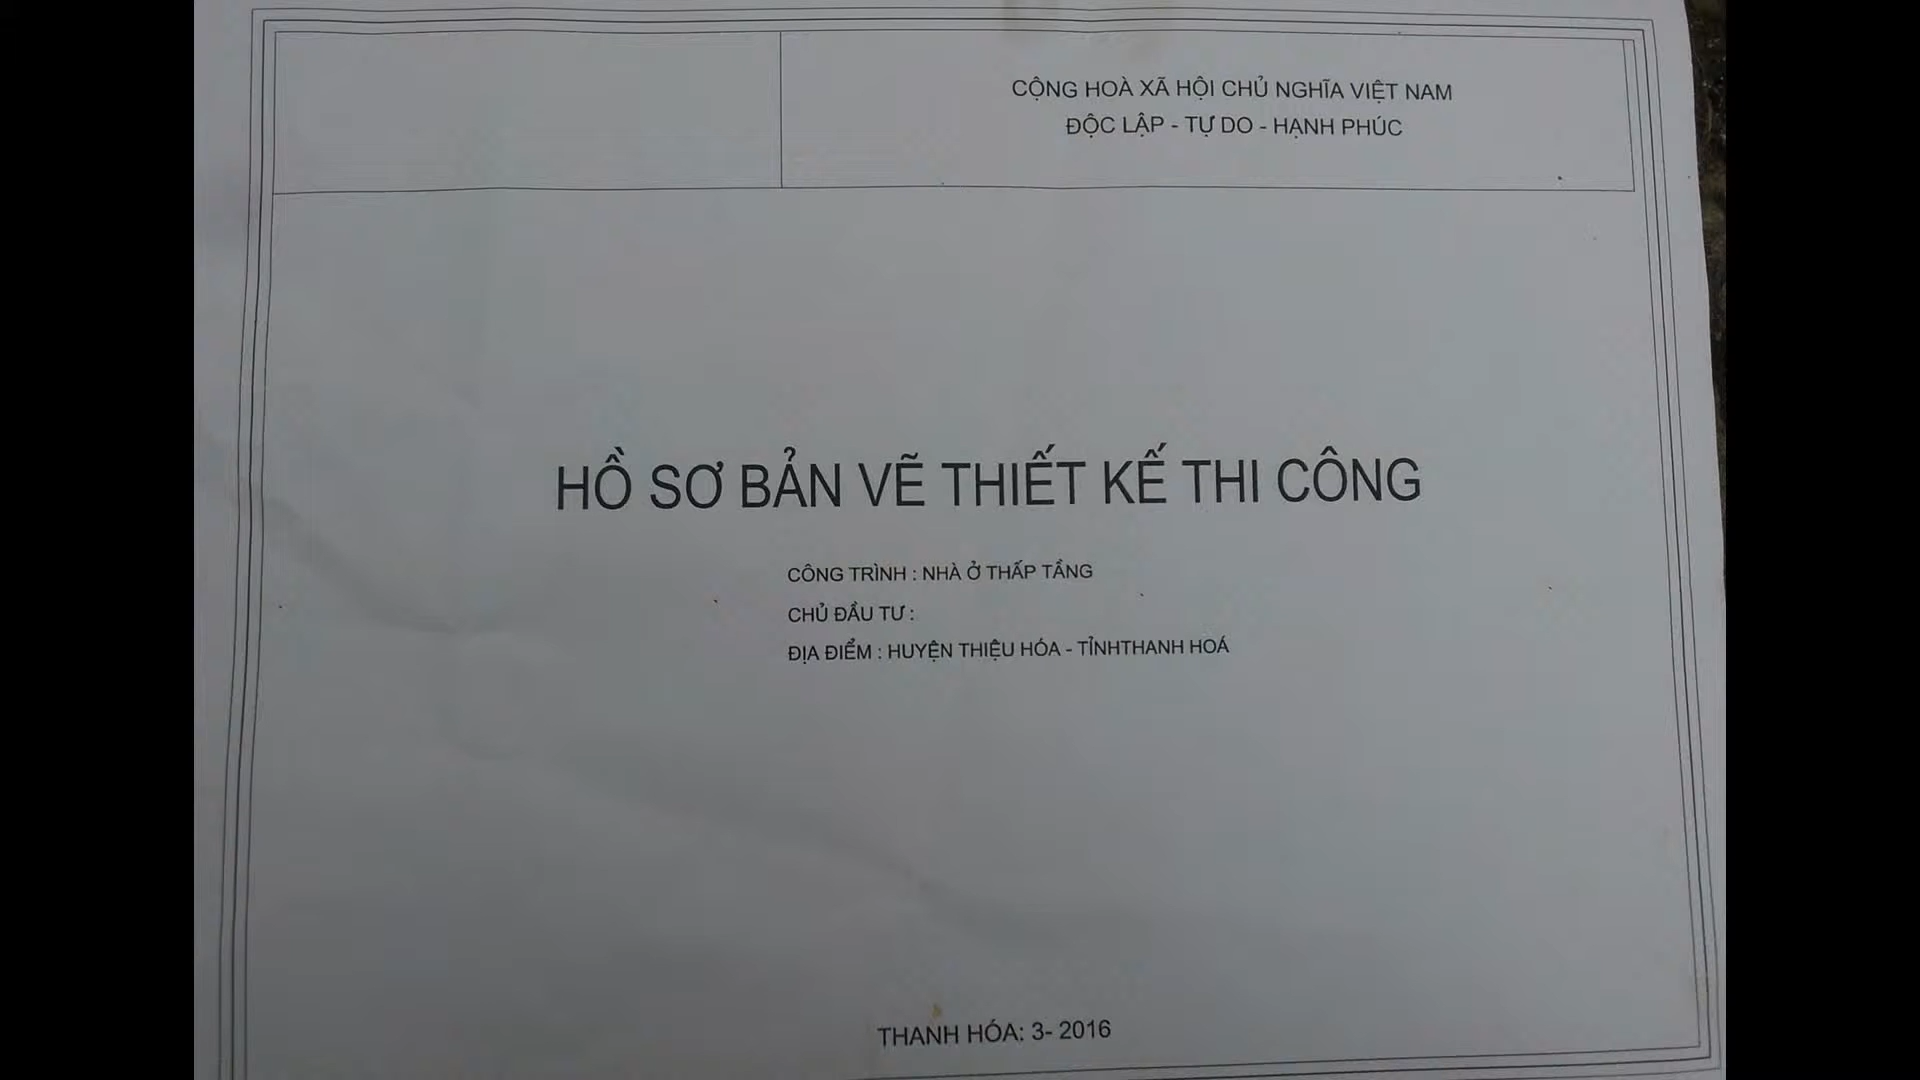 CỘNG HOÀ XÃ HỘI CHỦ NGHĨA VIỆT NAM
ĐỘC LẬP - TỰ DO - HẠNH PHÚC
HỒ SƠ BẢN VẼ THIẾT KẾ THI CÔNG
CÔNG TRÌNH : NHÀ Ở THẤP TẦNG
CHỦ ĐẦU TƯ :
ĐỊA ĐIỂM : HUYỆN THIỆU HÓA - TỈNHTHANH HOÁ
THANH HÓA: 3- 2016